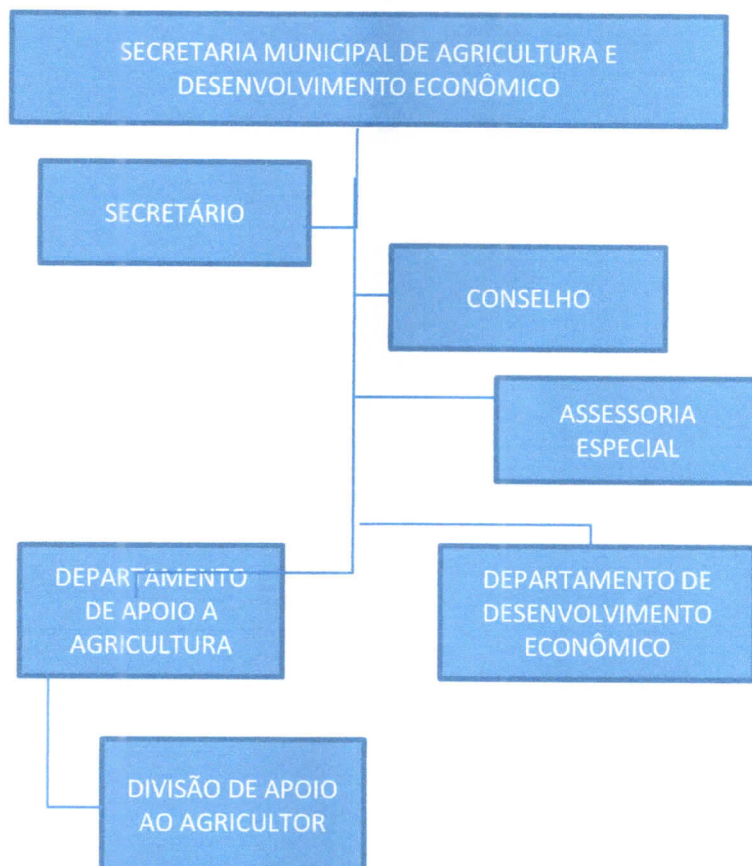 SECRETARIA MUNICIPAL DE AGRICULTURA E
DESENVOLVIMENTO ECONÔMICO
SECRETÁRIO
CONSELHO
ASSESSORIA
ESPECIAL
DEPARTAMENTO
DE APOIO A
AGRICULTURA
DEPARTAMENTO DE
DESENVOLVIMENTO
ECONÔMICO
DIVISÃO DE APOIO
AO AGRICULTOR